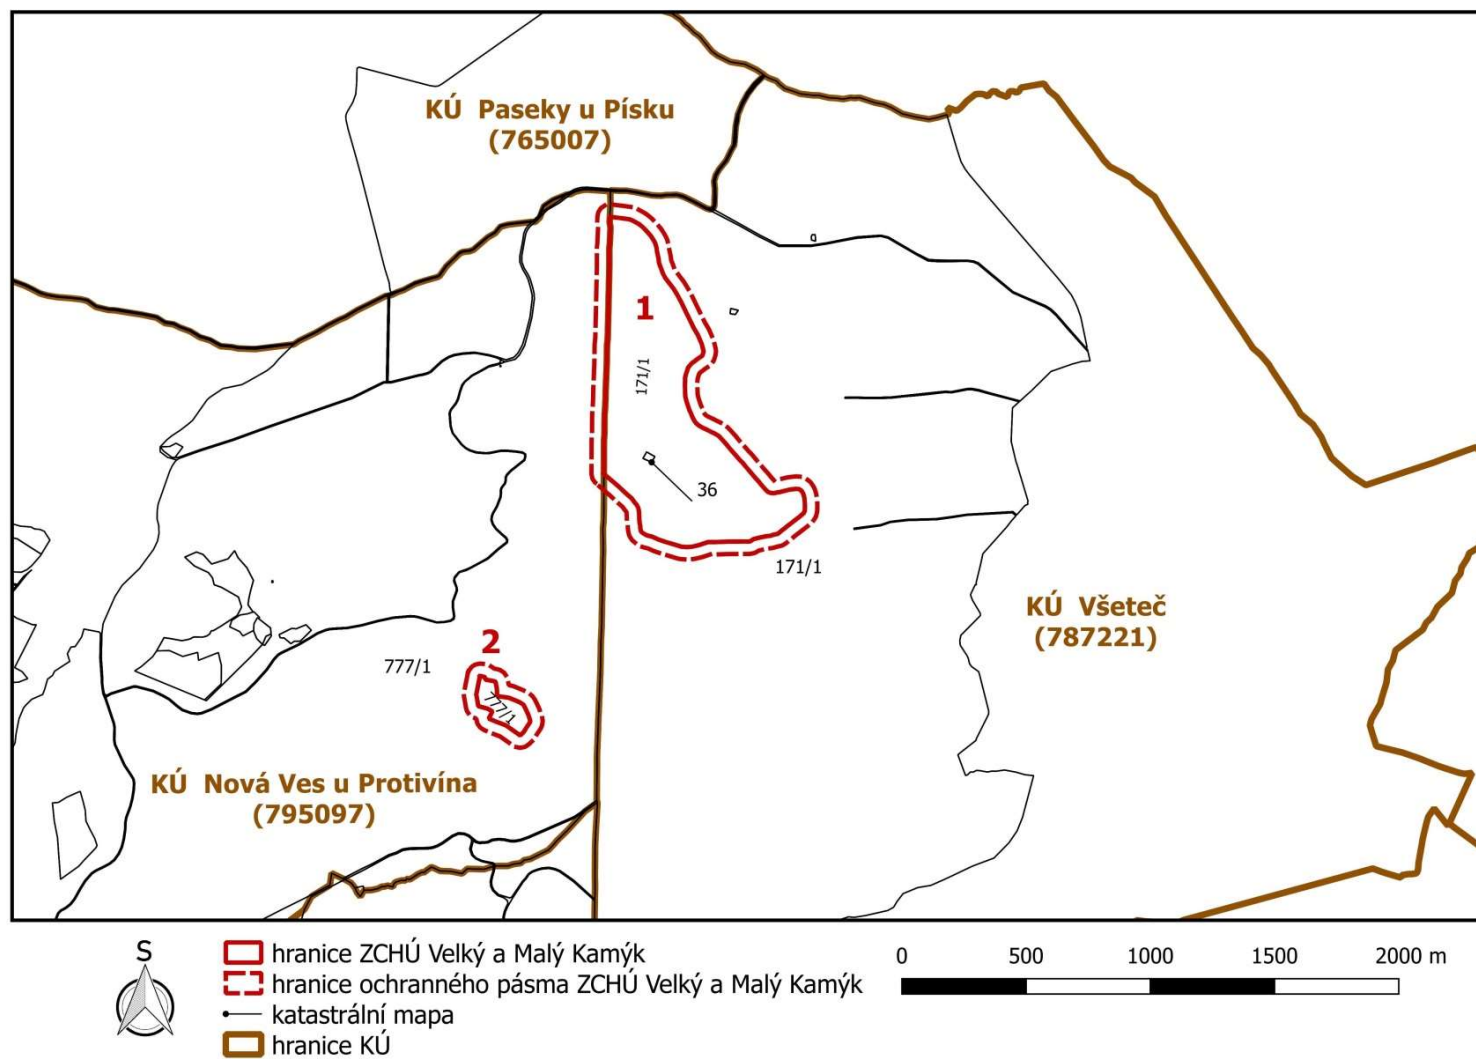 KÚ Paseky u Písku
(765007)
1
171/1
36
171/1
KÚ Všeteč
(787221)
2
777/1
777/1
KÚ Nová Ves u Protivína
(795097)
S
hranice ZCHÚ Velký a Malý Kamýk
hranice ochranného pásma ZCHÚ Velký a Malý Kamýk
katastrální mapa
hranice KÚ
0 500 1000 1500 2000 m